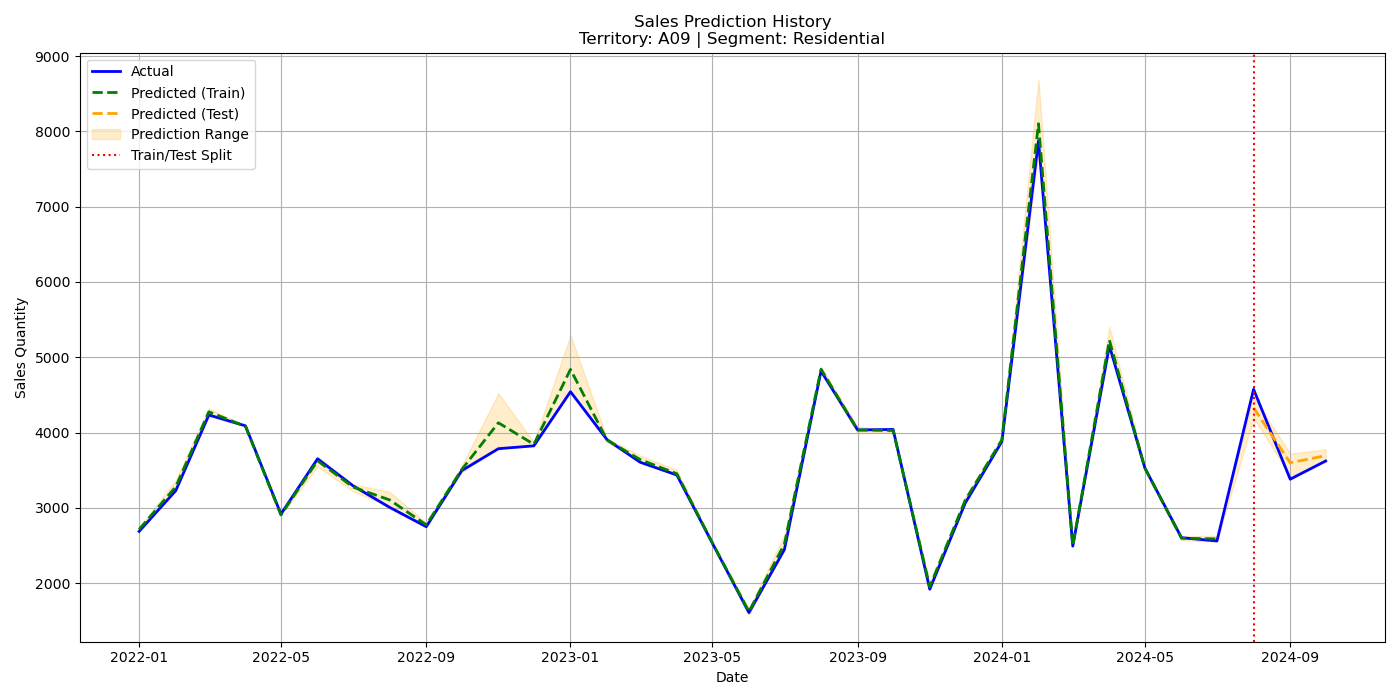 Sales Prediction History
Territory: A09 | Segment: Residential
Actual
Predicted (Train)
Predicted (Test)
Prediction Range
Train/Test Split
Sales Quantity
9000
8000
7000
6000
5000
4000
3000
2000
2022-01
2022-05
2022-09
2023-01
2023-05
2023-09
2024-01
2024-05
2024-09
Date